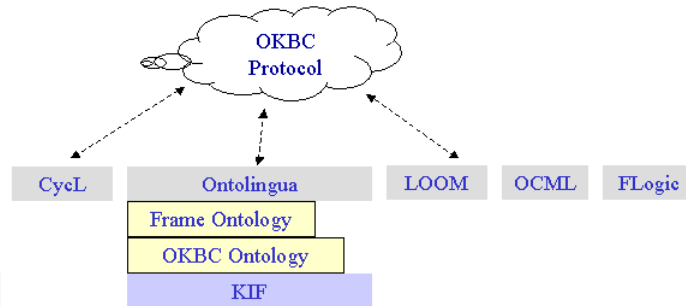 OKBC
Protocol
CycL
Ontolingua
LOOM
OCML
FLogic
Frame Ontology
OKBC Ontology
KIF